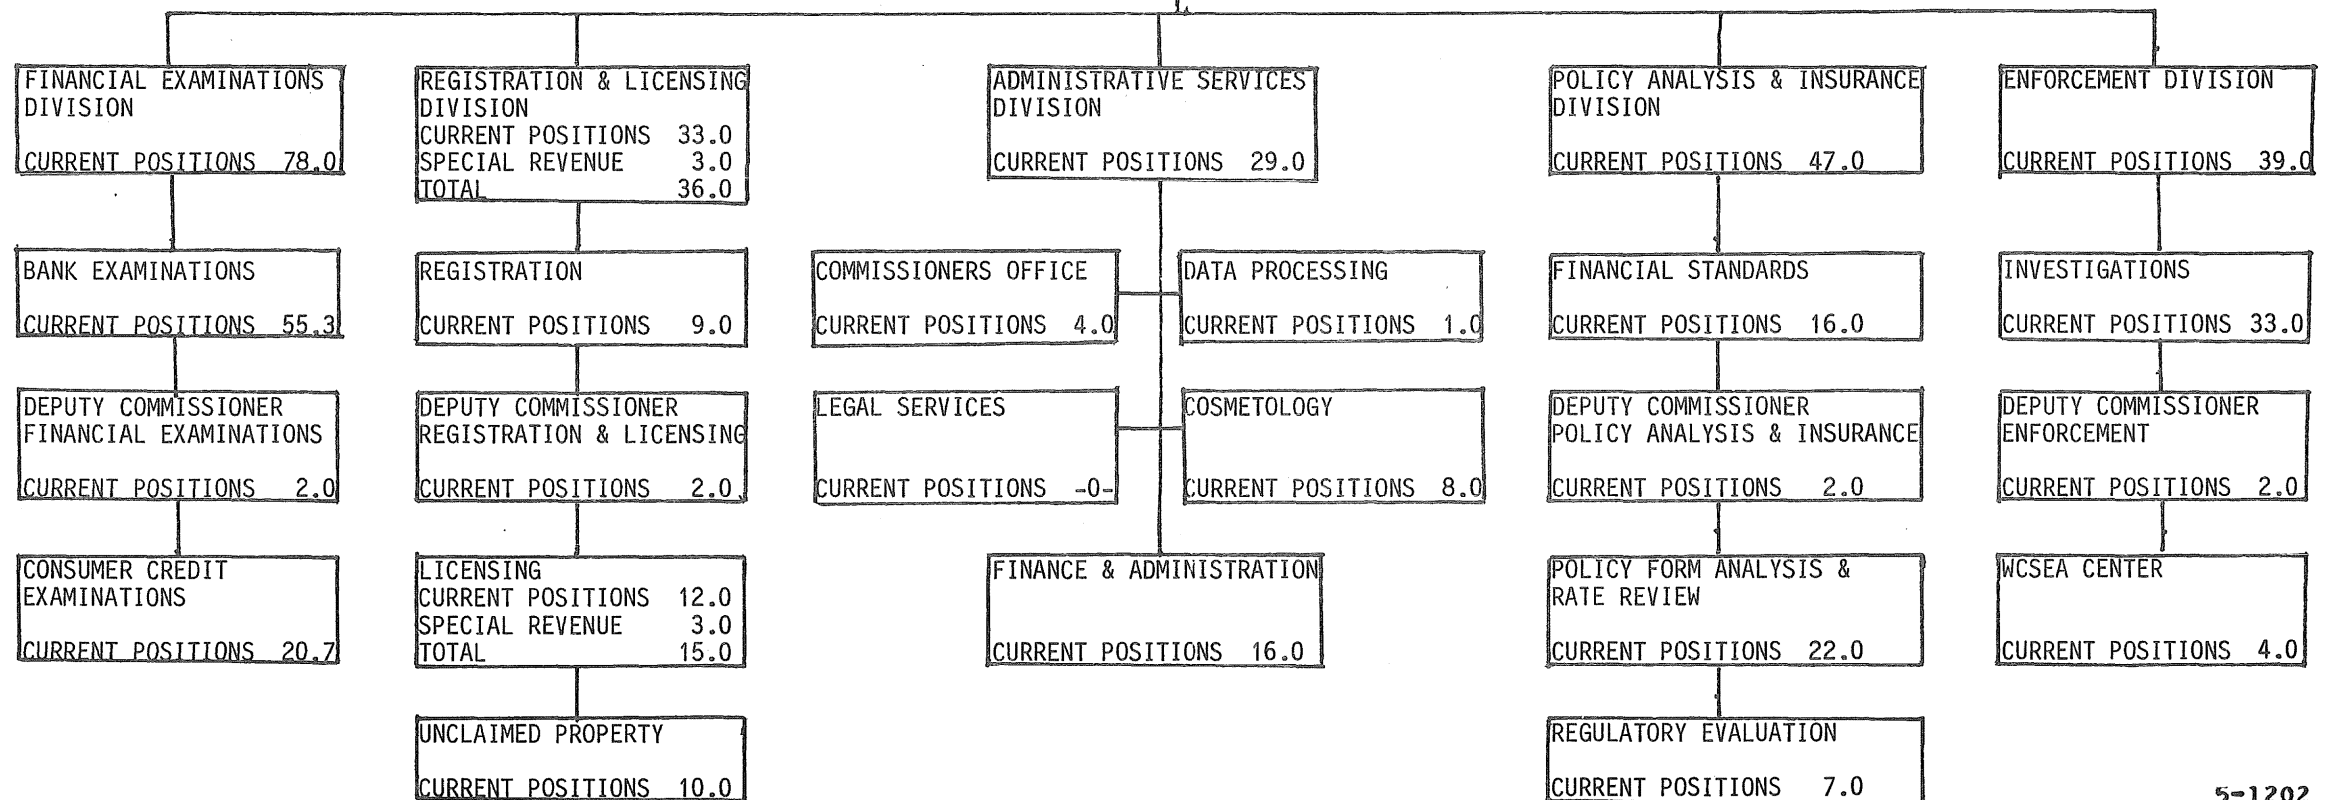 FINANCIAL EXAMINATIONS
DIVISION
CURRENT POSITIONS 78.0
REGISTRATION & LICENSING
DIVISION
CURRENT POSITIONS 33.0
SPECIAL REVENUE 3.0
TOTAL 36.0
ADMINISTRATIVE SERVICES
DIVISION
CURRENT POSITIONS 29.0
POLICY ANALYSIS & INSURANCE
DIVISION
CURRENT POSITIONS 47.0
ENFORCEMENT DIVISION
CURRENT POSITIONS 39.0
BANK EXAMINATIONS
CURRENT POSITIONS 55.3
REGISTRATION
CURRENT POSITIONS 9.0
COMMISSIONERS OFFICE
CURRENT POSITIONS 4.0
DATA PROCESSING
CURRENT POSITIONS 1.0
FINANCIAL STANDARDS
CURRENT POSITIONS 16.0
INVESTIGATIONS
CURRENT POSITIONS 33.0
DEPUTY COMMISSIONER
FINANCIAL EXAMINATIONS
CURRENT POSITIONS 2.0
DEPUTY COMMISSIONER
REGISTRATION & LICENSING
CURRENT POSITIONS 2.0
LEGAL SERVICES
CURRENT POSITIONS -0-
COSMETOLOGY
CURRENT POSITIONS 8.0
DEPUTY COMMISSIONER
POLICY ANALYSIS & INSURANCE
CURRENT POSITIONS 2.0
DEPUTY COMMISSIONER
ENFORCEMENT
CURRENT POSITIONS 2.0
CONSUMER CREDIT
EXAMINATIONS
CURRENT POSITIONS 20.7
LICENSING
CURRENT POSITIONS 12.0
SPECIAL REVENUE 3.0
TOTAL 15.0
FINANCE & ADMINISTRATION
CURRENT POSITIONS 16.0
POLICY FORM ANALYSIS &
RATE REVIEW
CURRENT POSITIONS 22.0
WCSEA CENTER
CURRENT POSITIONS 4.0
UNCLAIMED PROPERTY
CURRENT POSITIONS 10.0
REGULATORY EVALUATION
CURRENT POSITIONS 7.0
5-1202